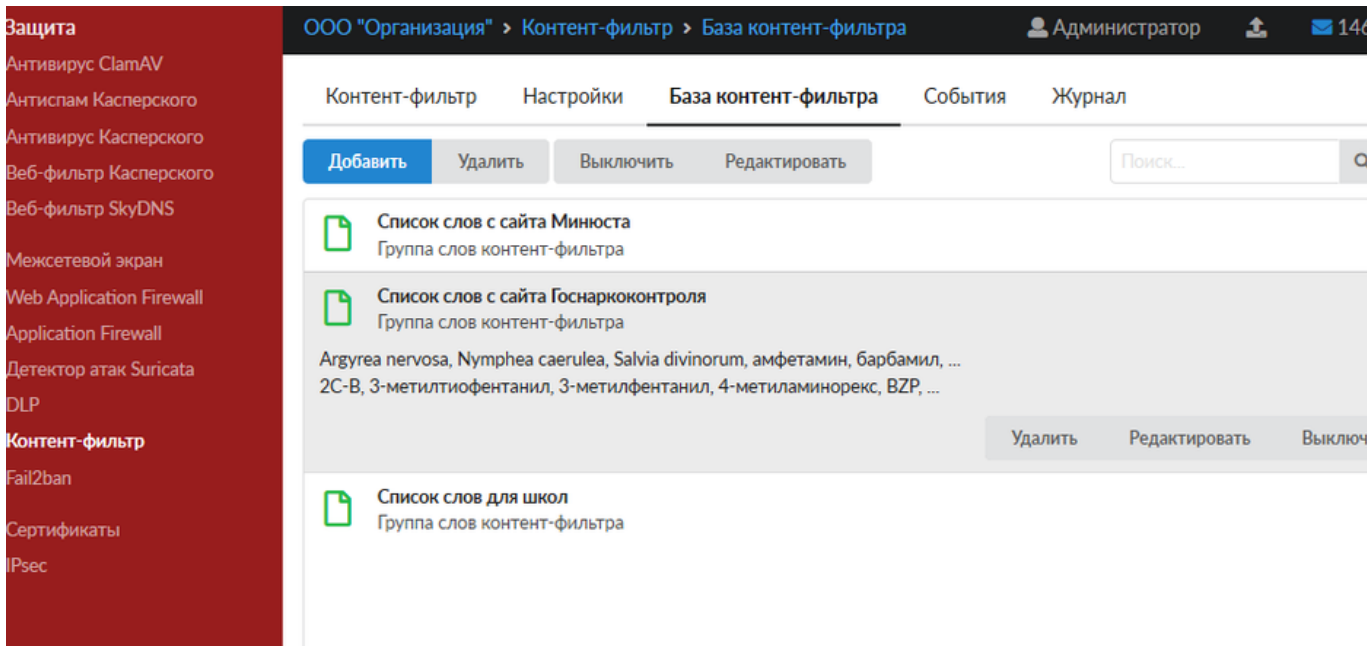 Защита
Антивирус ClamAV
Антиспам Касперского
Антивирус Касперского
Веб-фильтр Касперского
Веб-фильтр SkyDNS
Межсетевой экран
Web Application Firewall
Application Firewall
Детектор атак Suricata
DLP
Контент-фильтр
Fail2ban
Сертификаты
IPsec
ООО "Организация" > Контент-фильтр > База контент-фильтра
Администратор 146
Контент-фильтр Настройки База контент-фильтра События Журнал
Добавить Удалить Выключить Редактировать Поиск...
Список слов с сайта Минюста
Группа слов контент-фильтра
Список слов с сайта Госнаркоконтроля
Группа слов контент-фильтра
Argyrea nervosa, Nymphea caerulea, Salvia divinorum, амфетамин, барбамил, ...
2C-B, 3-метилтиофентанил, 3-метилфентанил, 4-метиламинорекс, BZP, ...
Удалить Редактировать Выключ
Список слов для школ
Группа слов контент-фильтра